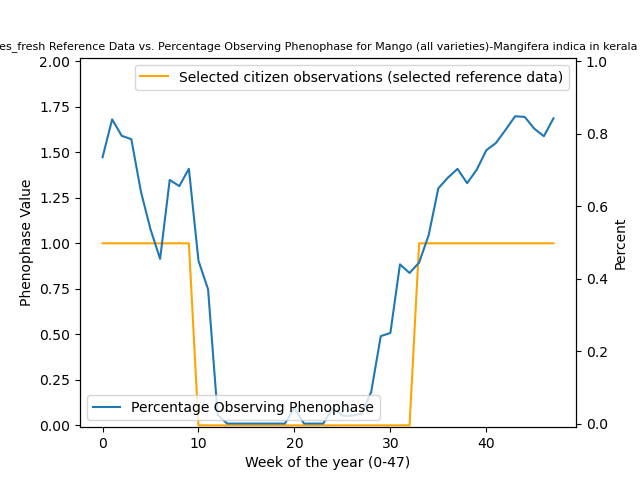 es_fresh Reference Data vs. Percentage Observing Phenophase for Mango (all varieties)-Mangifera indica in kerala
2.00
1.75
1.50
1.25
1.00
0.75
0.50
0.25
0.00
Phenophase Value
Selected citizen observations (selected reference data)
Percentage Observing Phenophase
1.0
0.8
0.6
0.4
0.2
0.0
Percent
0 10 20 30 40
Week of the year (0-47)